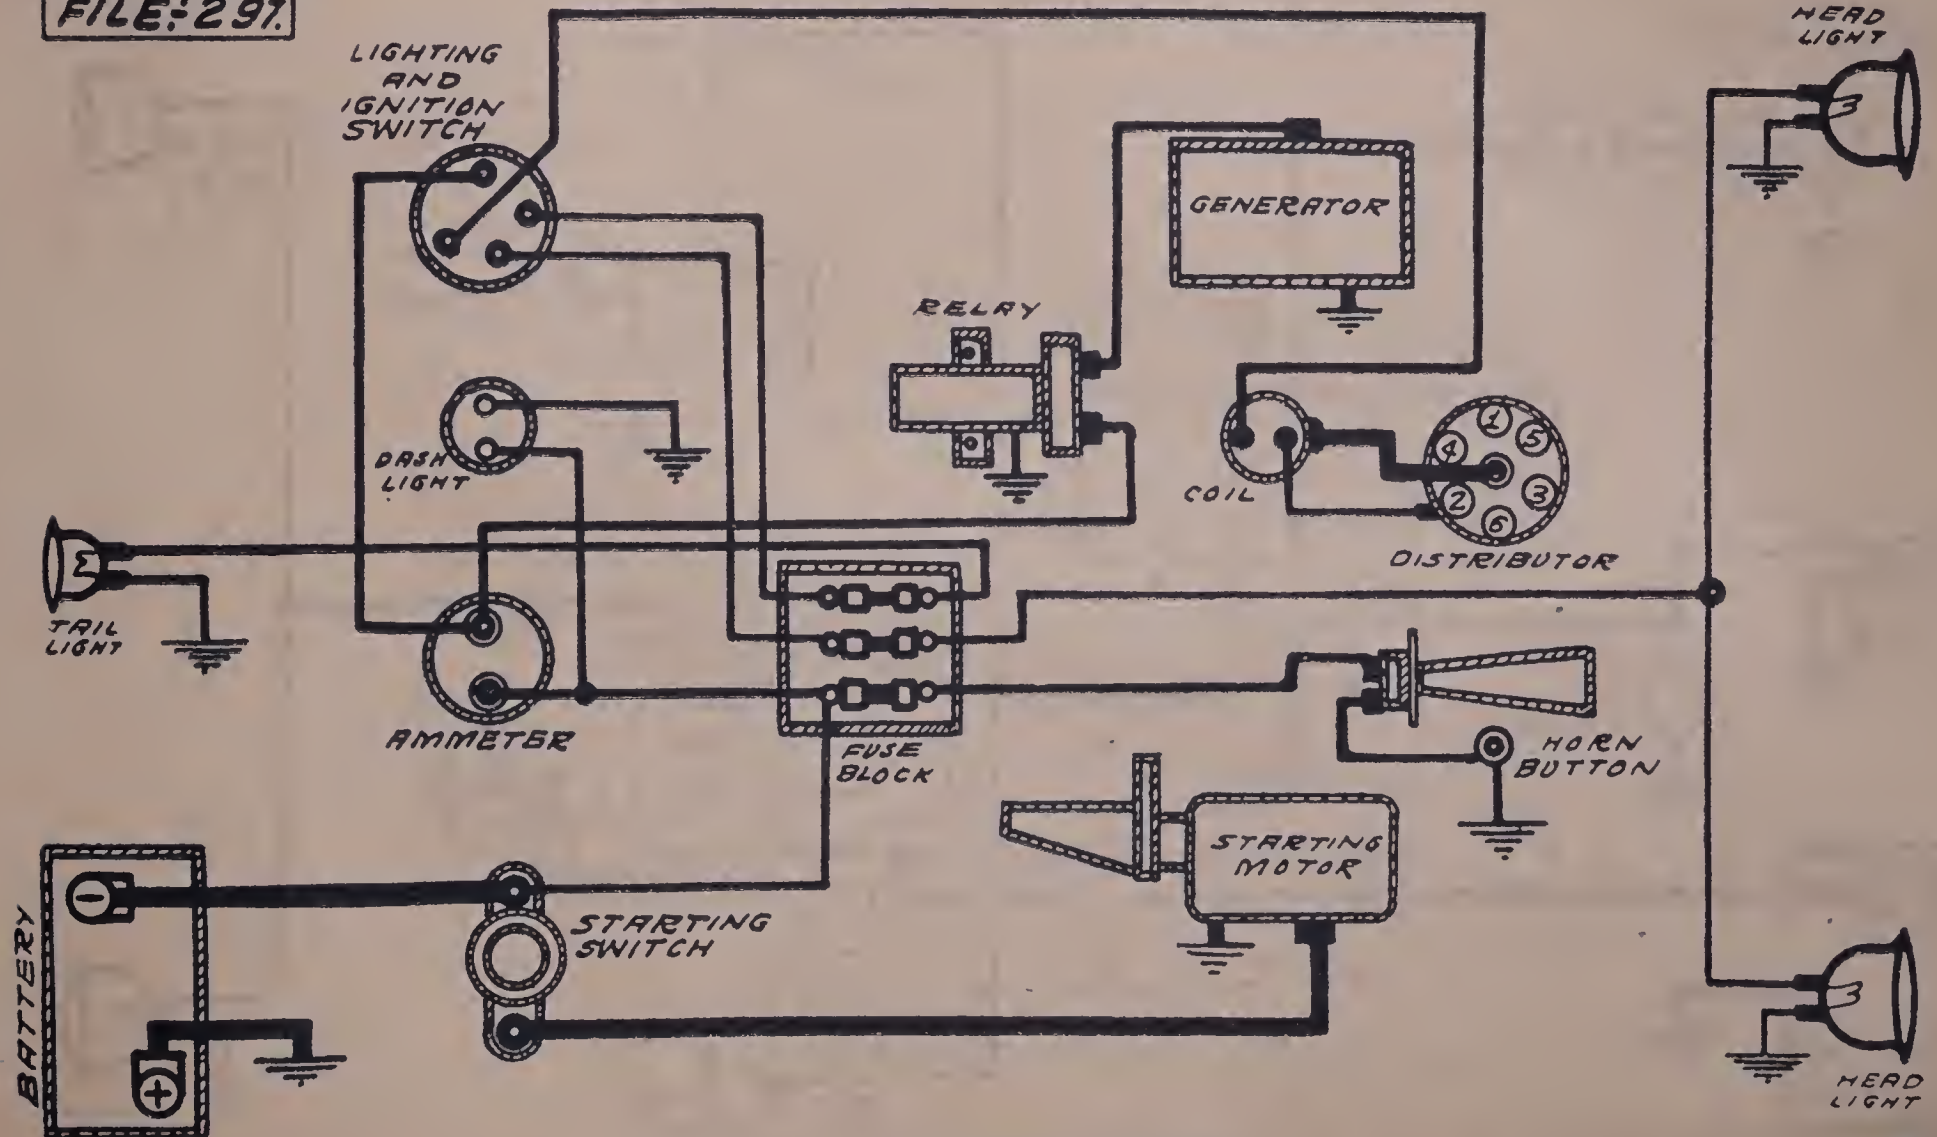 FILE:-297.
LIGHTING
AND
IGNITION
SWITCH
HEAD
LIGHT
GENERATOR
RELAY
DASH
LIGHT
COIL
1
5
4
3
2
6
DISTRIBUTOR
TAIL
LIGHT
AMMETER
FUSE
BLOCK
HORN
BUTTON
STARTING
MOTOR
STARTING
SWITCH
BATTERY
-
+
HEAD
LIGHT